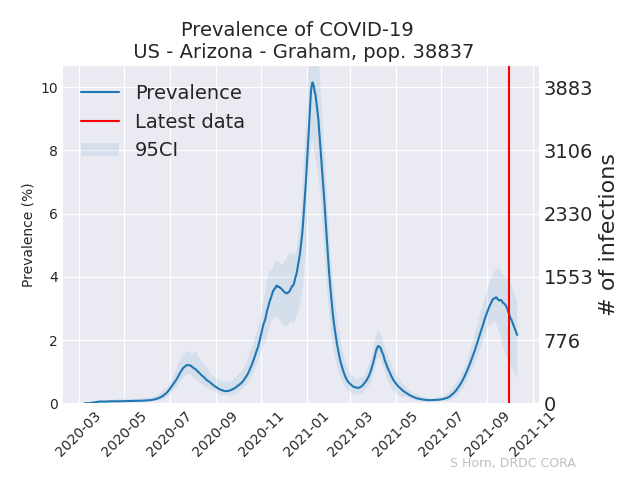 Prevalence of COVID-19
US - Arizona - Graham, pop. 38837
Prevalence
Latest data
95CI
Prevalence (%)
10
8
6
4
2
0
3883
3106
2330
1553
776
0
# of infections
2020-03
2020-05
2020-07
2020-09
2020-11
2021-01
2021-03
2021-05
2021-07
2021-09
2021-11
S Horn, DRDC CORA